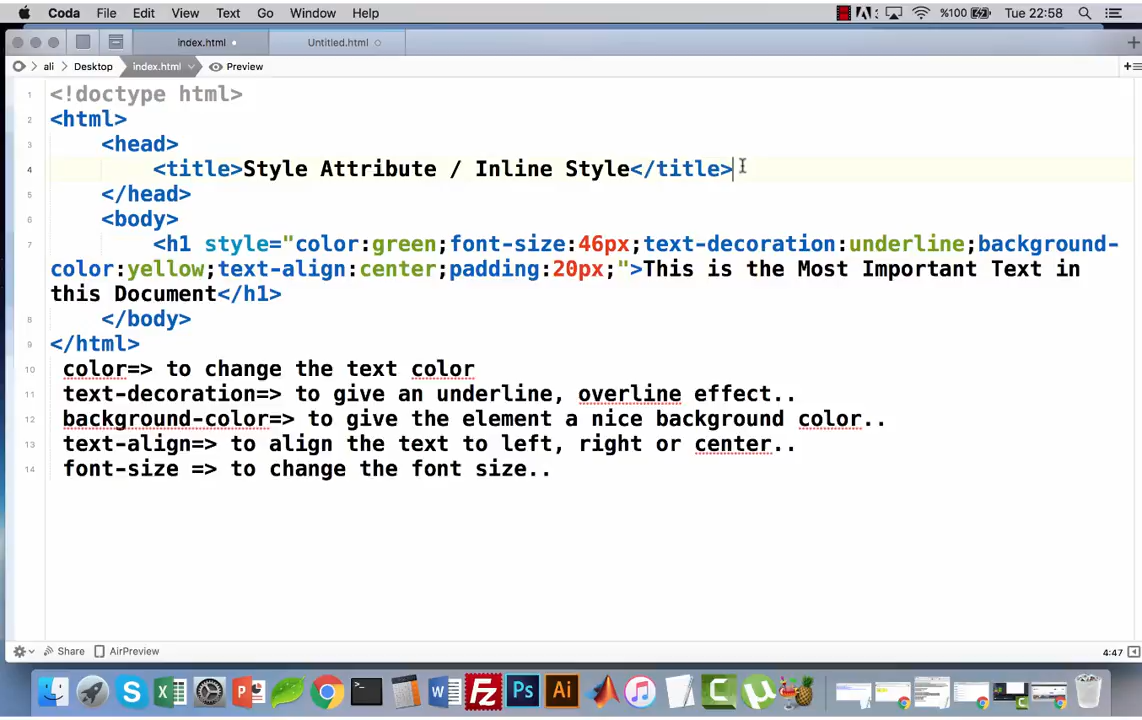 Coda File Edit View Text Go Window Help %100 Tue 22:58
index.html Untitled.html
ali Desktop index.html Preview
1 <!doctype html>
2 <html>
3 <head>
4 <title>Style Attribute / Inline Style</title>
5 </head>
6 <body>
7 <h1 style="color:green;font-size:46px;text-decoration:underline;background-
color:yellow;text-align:center;padding:20px;">This is the Most Important Text in
this Document</h1>
8 </body>
9 </html>
10 color=> to change the text color
11 text-decoration=> to give an underline, overline effect..
12 background-color=> to give the element a nice background color..
13 text-align=> to align the text to left, right or center..
14 font-size => to change the font size..
Share AirPreview 4:47
S X P >_ W Fz Ps Ai C µ